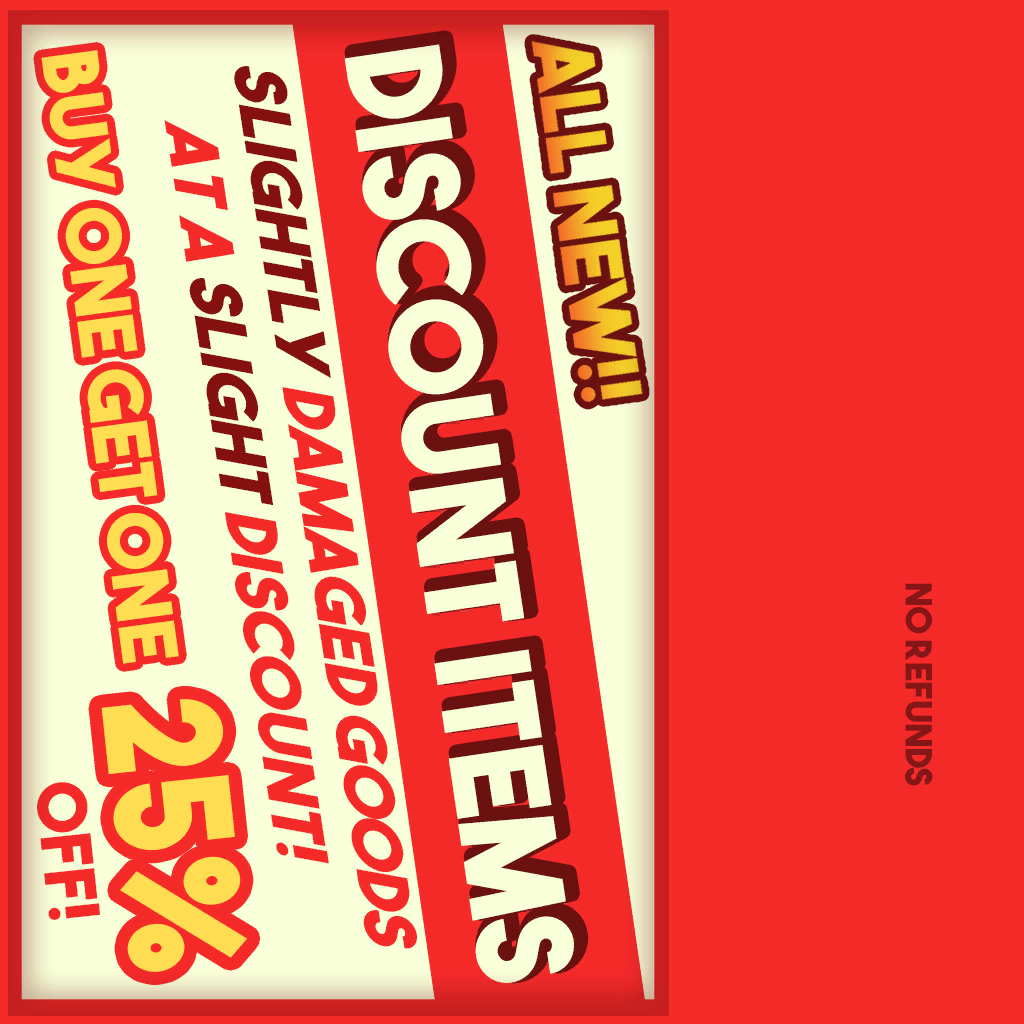 ALL NEW!!
DISCOUNT ITEMS
SLIGHTLY DAMAGED GOODS
AT A SLIGHT DISCOUNT!
BUY ONE GET ONE
25%
OFF!
NO REFUNDS